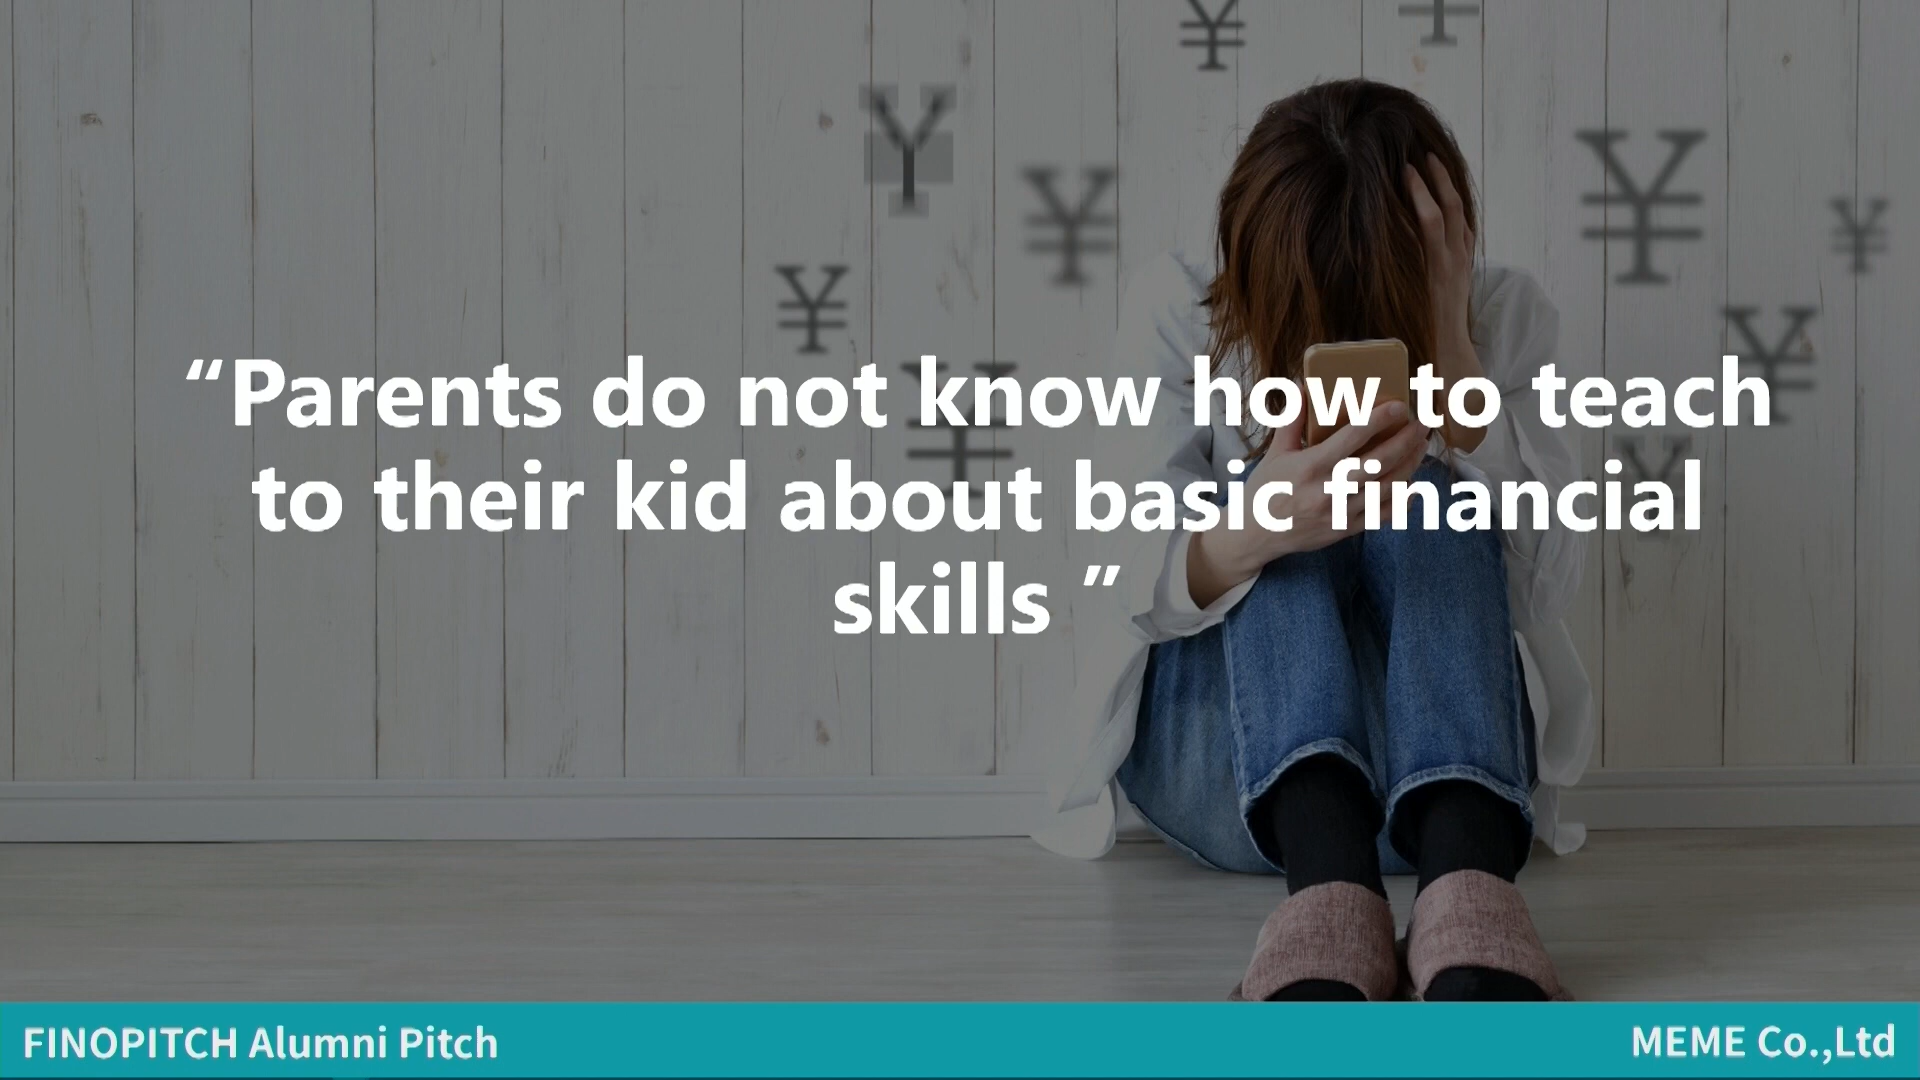 “Parents do not know how to teach
to their kid about basic financial
skills ”
FINOPITCH Alumni Pitch
MEME Co.,Ltd